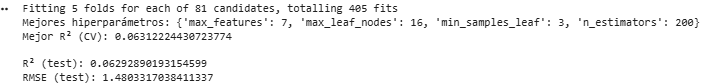 •• Fitting 5 folds for each of 81 candidates, totalling 405 fits
Mejores hiperparámetros: {'max_features': 7, 'max_leaf_nodes': 16, 'min_samples_leaf': 3, 'n_estimators': 200}
Mejor R² (CV): 0.06312224430723774
R² (test): 0.06292890193154599
RMSE (test): 1.4803317038411337